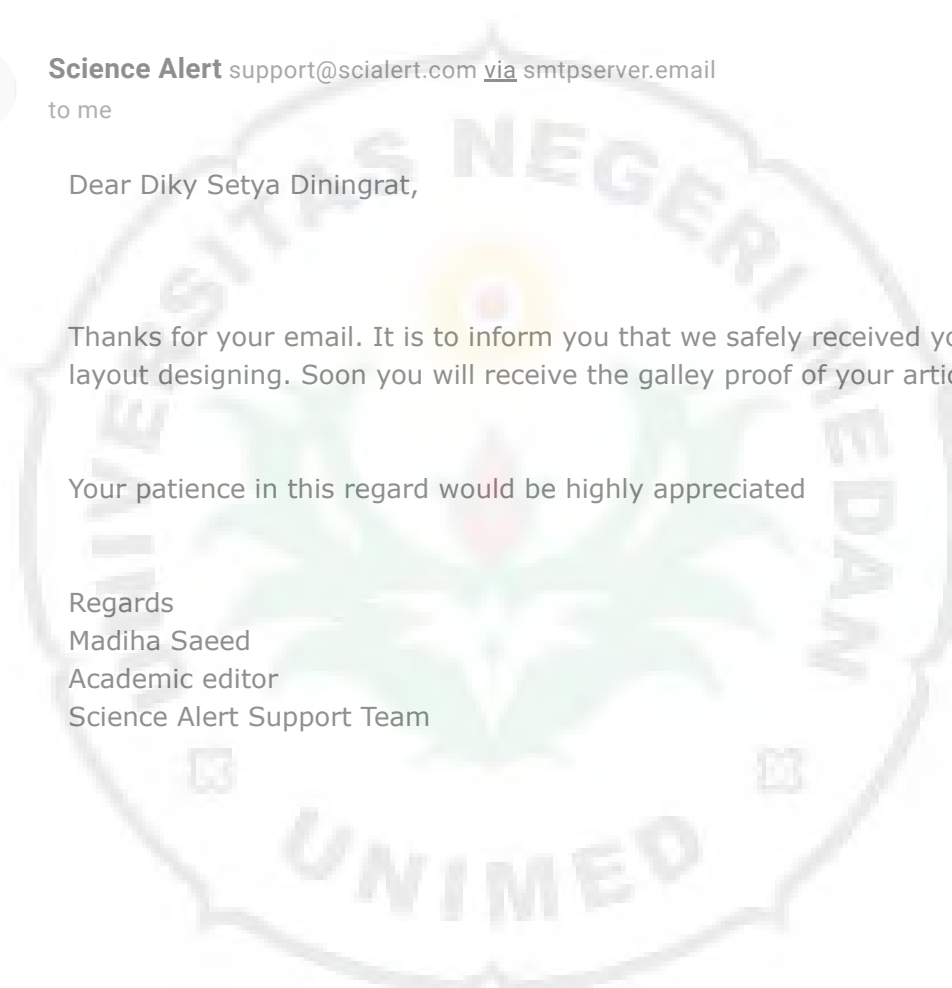 Science Alert support@scialert.com via smtpserver.email
to me
Dear Diky Setya Diningrat,
Thanks for your email. It is to inform you that we safely received
layout designing. Soon you will receive the galley proof of your
Your patience in this regard would be highly appreciated
Regards
Madiha Saeed
Academic editor
Science Alert Support Team
UNIVERSITAS NEGERI MEDAN
UNIMED